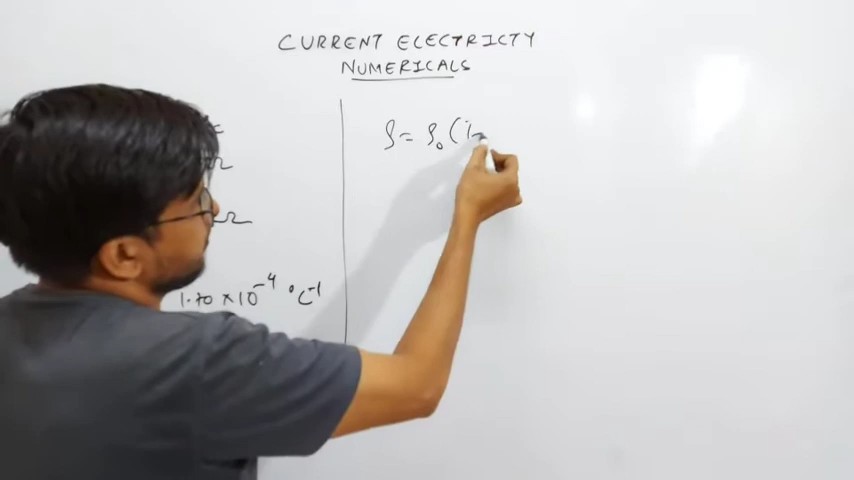 CURRENT ELECTRICTY
NUMERICALS
Ω
Ω
1.70 × 10⁻⁴ °C⁻¹
ρ = ρ₀ (1